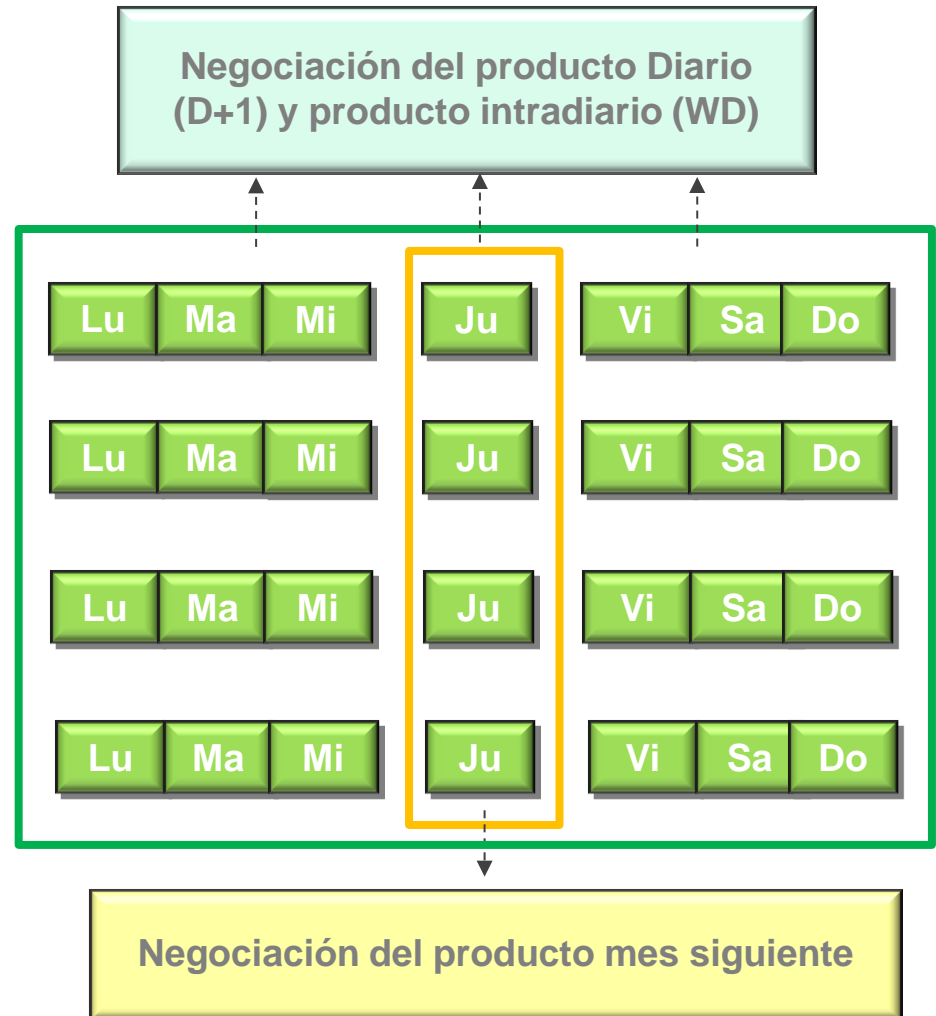 Negociación del producto Diario
(D+1) y producto intradiario (WD)
Lu Ma Mi Ju Vi Sa Do
Lu Ma Mi Ju Vi Sa Do
Lu Ma Mi Ju Vi Sa Do
Lu Ma Mi Ju Vi Sa Do
Negociación del producto mes siguiente